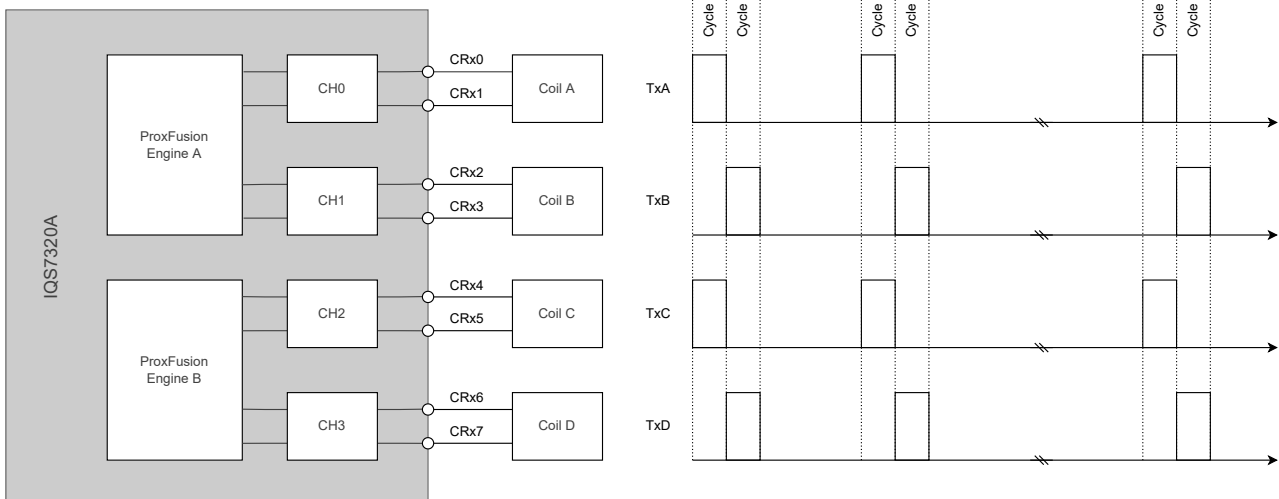 Cycle
Cycle
Cycle
Cycle
Cycle
Cycle
IQS7320A
ProxFusion
Engine A
CH0
CRx0
CRx1
Coil A
TxA
CH1
CRx2
CRx3
Coil B
TxB
ProxFusion
Engine B
CH2
CRx4
CRx5
Coil C
TxC
CH3
CRx6
CRx7
Coil D
TxD